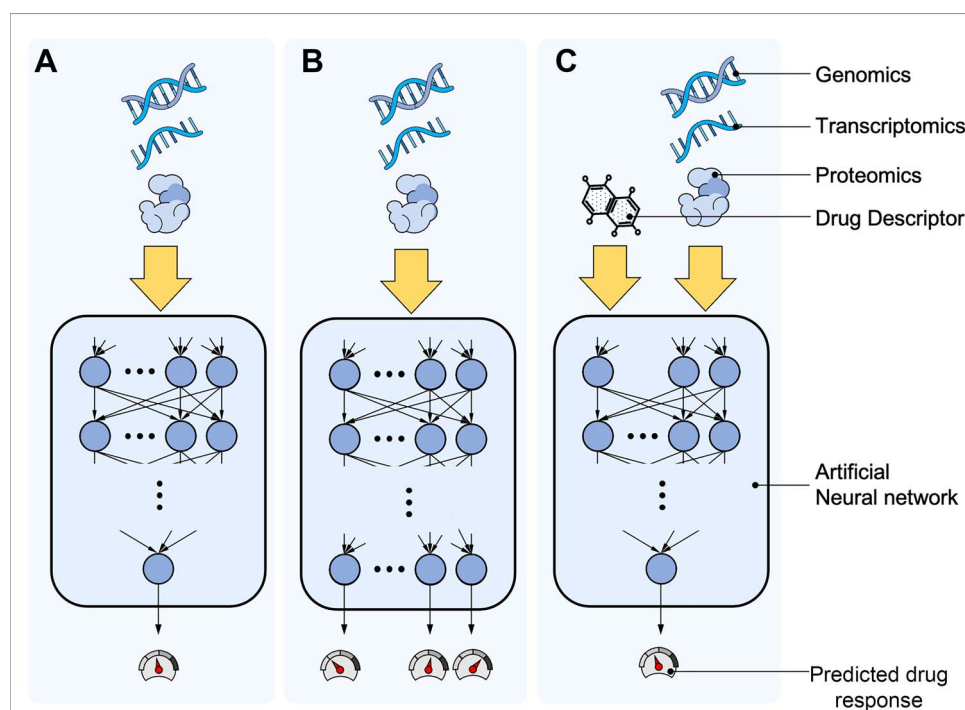 A
B
C
Genomics
Transcriptomics
Proteomics
Drug Descriptor
Artificial
Neural network
Predicted drug
response